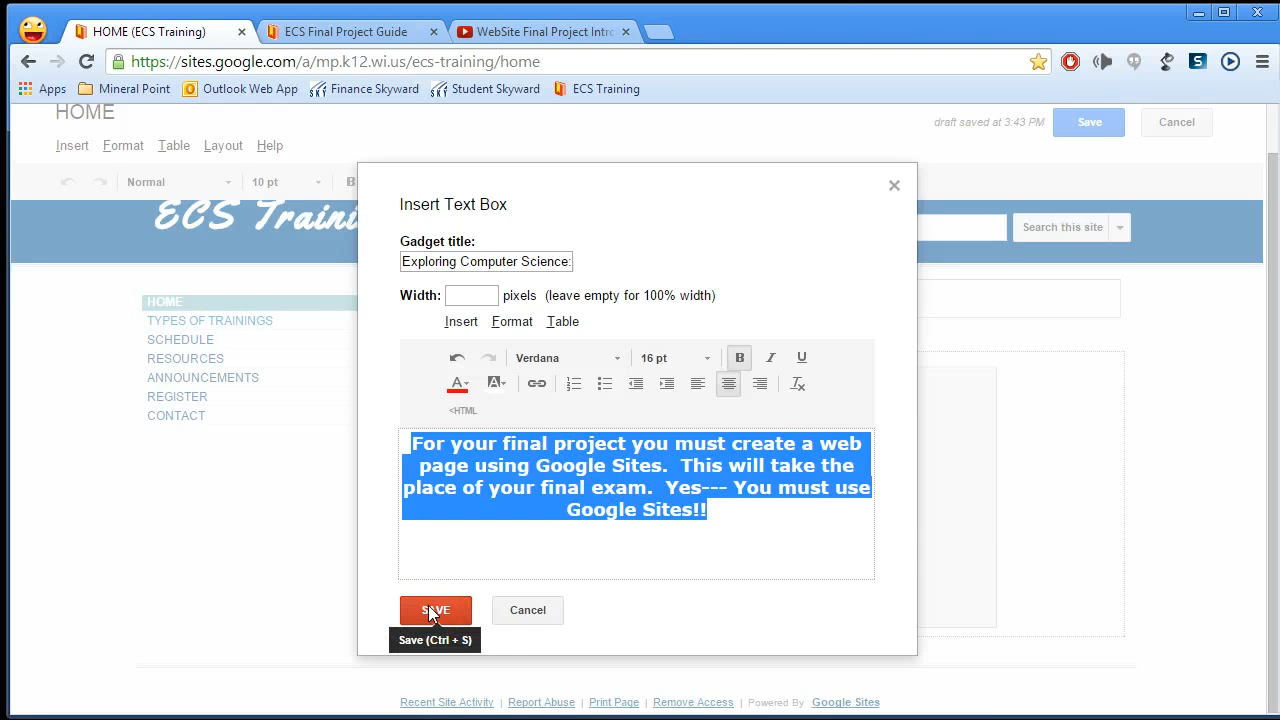 HOME (ECS Training)
ECS Final Project Guide
WebSite Final Project Intro
https://sites.google.com/a/mp.k12.wi.us/ecs-training/home
Apps
Mineral Point
Outlook Web App
Finance Skyward
Student Skyward
ECS Training
HOME
draft saved at 3:43 PM
Save
Cancel
Insert Format Table Layout Help
Normal
10 pt
B
ECS Traini
Search this site
HOME
TYPES OF TRAININGS
SCHEDULE
RESOURCES
ANNOUNCEMENTS
REGISTER
CONTACT
Insert Text Box
Gadget title:
Exploring Computer Science:
Width: pixels (leave empty for 100% width)
Insert Format Table
Verdana
16 pt
B I U
A A
<HTML
For your final project you must create a web
page using Google Sites. This will take the
place of your final exam. Yes--- You must use
Google Sites!!
SAVE
Cancel
Save (Ctrl + S)
Recent Site Activity | Report Abuse | Print Page | Remove Access | Powered By Google Sites